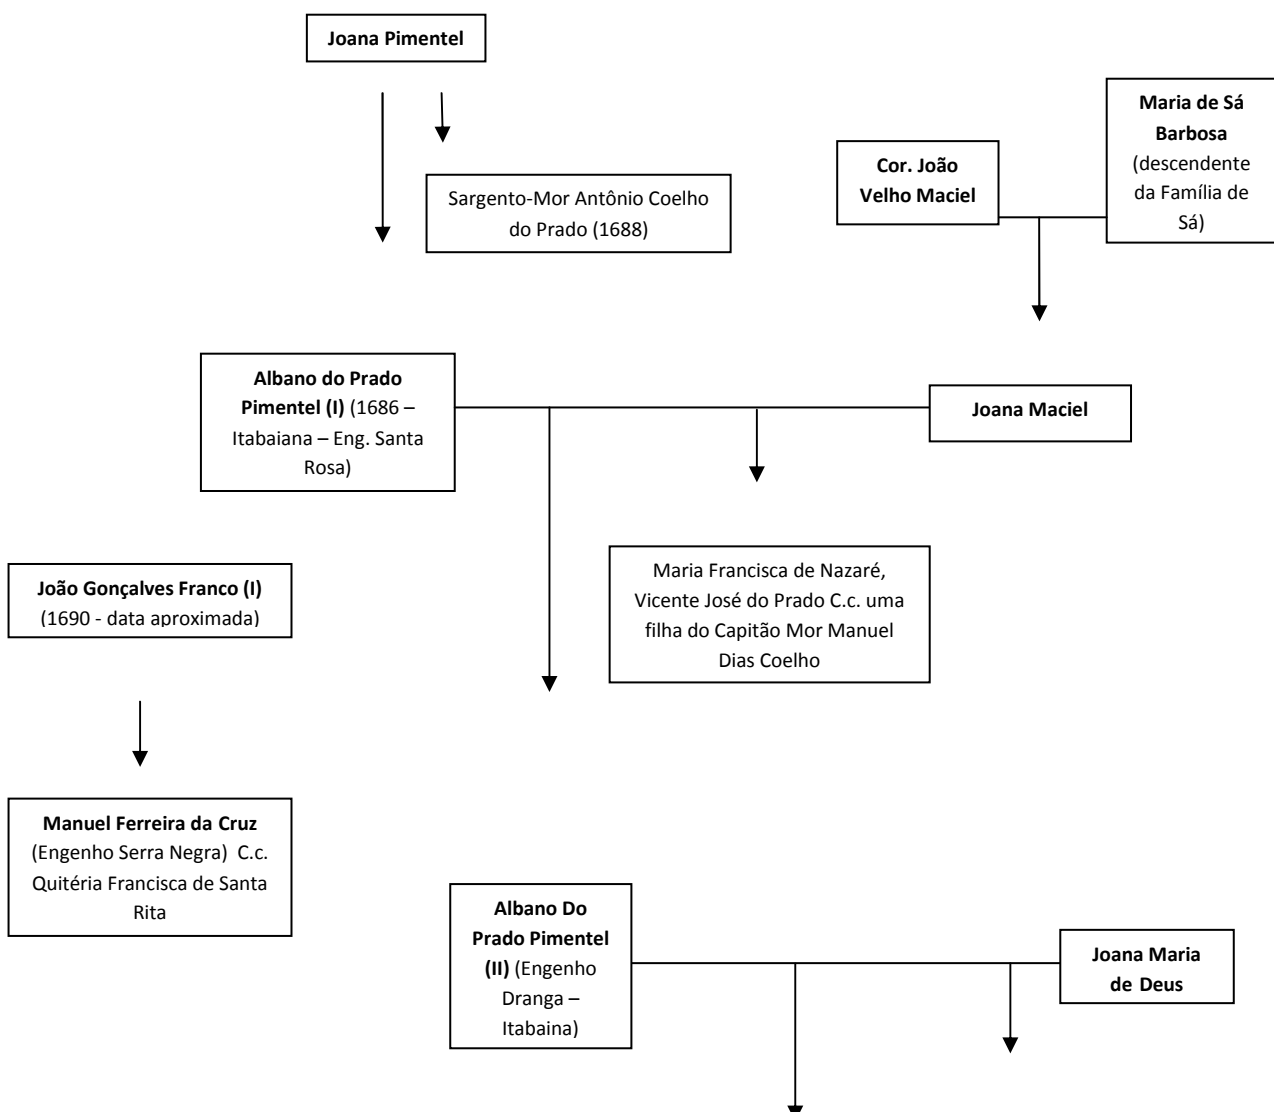 Joana Pimentel
Maria de Sá
Barbosa
(descendente
da Família de
Sá)
Cor. João
Velho Maciel
Sargento-Mor Antônio Coelho
do Prado (1688)
Albano do Prado
Pimentel (I) (1686 –
Itabaiana – Eng. Santa
Rosa)
Joana Maciel
Maria Francisca de Nazaré,
Vicente José do Prado C.c. uma
filha do Capitão Mor Manuel
Dias Coelho
João Gonçalves Franco (I)
(1690 - data aproximada)
Manuel Ferreira da Cruz
(Engenho Serra Negra) C.c.
Quitéria Francisca de Santa
Rita
Albano Do
Prado Pimentel
(II) (Engenho
Dranga –
Itabaina)
Joana Maria
de Deus